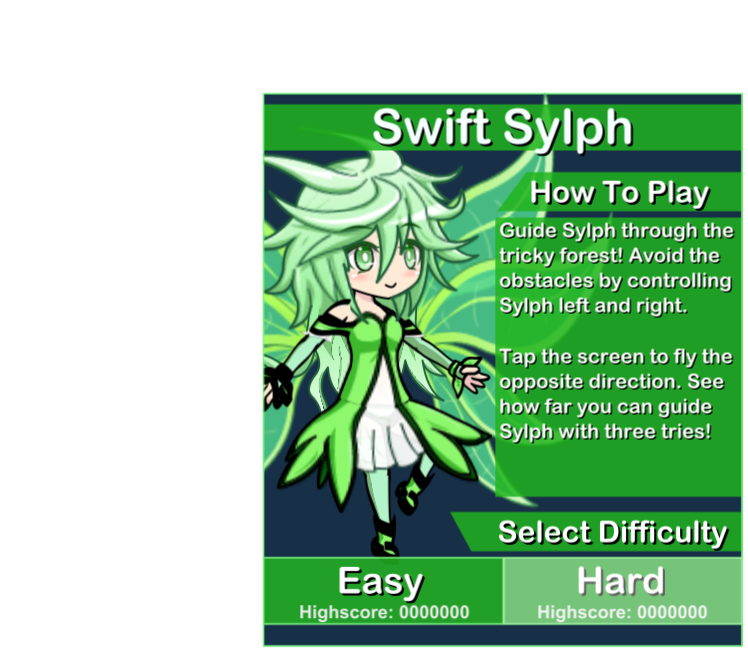 Swift Sylph
How To Play
Guide Sylph through the
tricky forest! Avoid the
obstacles by controlling
Sylph left and right.
Tap the screen to fly the
opposite direction. See
how far you can guide
Sylph with three tries!
Select Difficulty
Easy
Highscore: 0000000
Hard
Highscore: 0000000